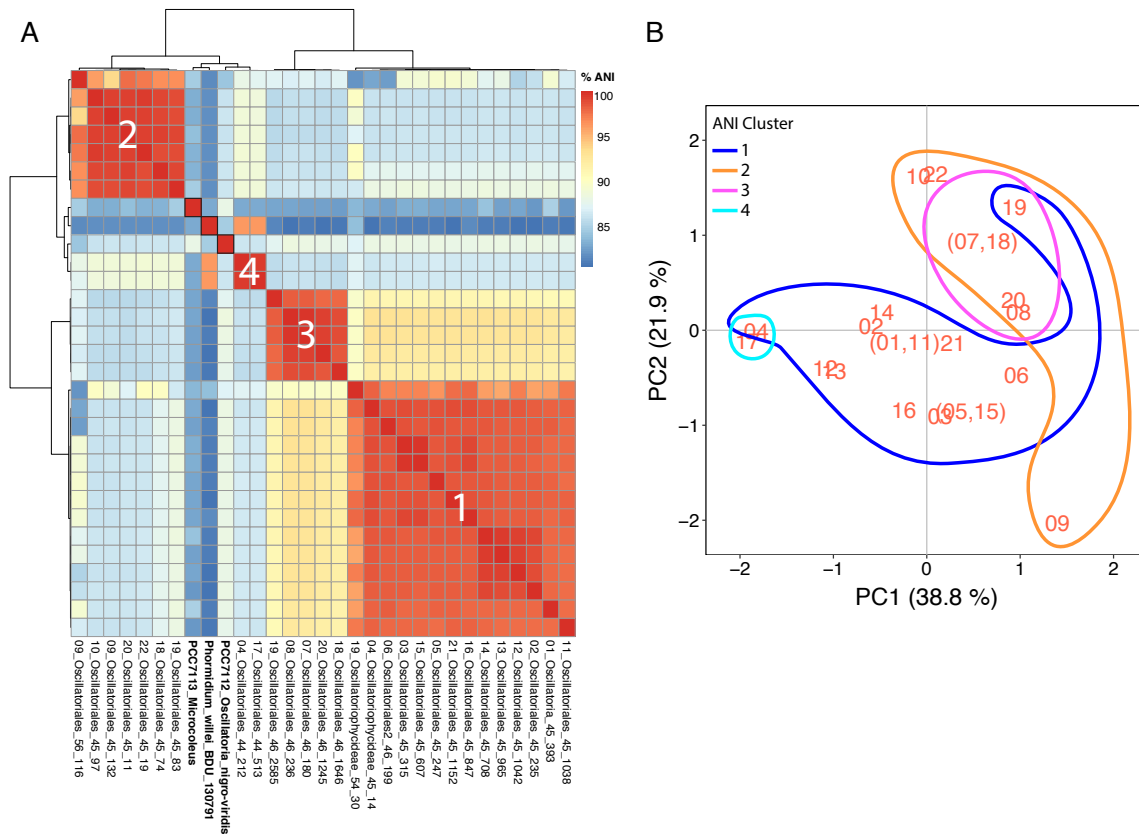 A
% ANI
100
95
90
85
2
4
3
1
09_Oscillatoriales_56_116
10_Oscillatoriales_45_97
09_Oscillatoriales_45_132
20_Oscillatoriales_45_11
22_Oscillatoriales_45_19
18_Oscillatoriales_45_74
19_Oscillatoriales_45_83
PCC7113_Microcoleus
Phormidium_willei_BDU_130791
PCC7112_Oscillatoria_nigro-viridis
04_Oscillatoriales_44_212
17_Oscillatoriales_44_513
19_Oscillatoriales_46_2585
08_Oscillatoriales_46_236
07_Oscillatoriales_46_180
20_Oscillatoriales_46_1245
18_Oscillatoriales_46_1646
19_Oscillatoriophycideae_54_30
04_Oscillatoriophycideae_45_14
06_Oscillatoriales2_46_199
03_Oscillatoriales_45_315
15_Oscillatoriales_45_607
05_Oscillatoriales_45_247
21_Oscillatoriales_45_1152
16_Oscillatoriales_45_847
14_Oscillatoriales_45_708
13_Oscillatoriales_45_965
12_Oscillatoriales_45_1042
02_Oscillatoriales_45_235
01_Oscillatoria_45_393
11_Oscillatoriales_45_1038
B
ANI Cluster
1
2
3
4
2
1
0
−1
−2
PC2 (21.9 %)
10
22
19
(07,18)
20
08
14
02
(01,11)
21
04
17
12
13
06
16
03
(05,15)
09
−2
−1
0
1
2
PC1 (38.8 %)